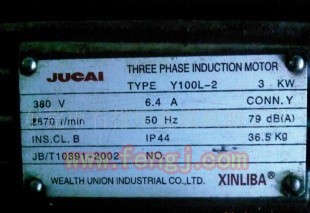 JUCAI THREE PHASE INDUCTION MOTOR
TYPE Y100L-2 3 KW
380 V 6.4 A CONN.Y
2870 r/min 50 Hz 79 dB(A)
INS.CL.B IP44 36.5 Kg
JB/T10391-2002 NO.
WEALTH UNION INDUSTRIAL CO.,LTD. XINLIBA®